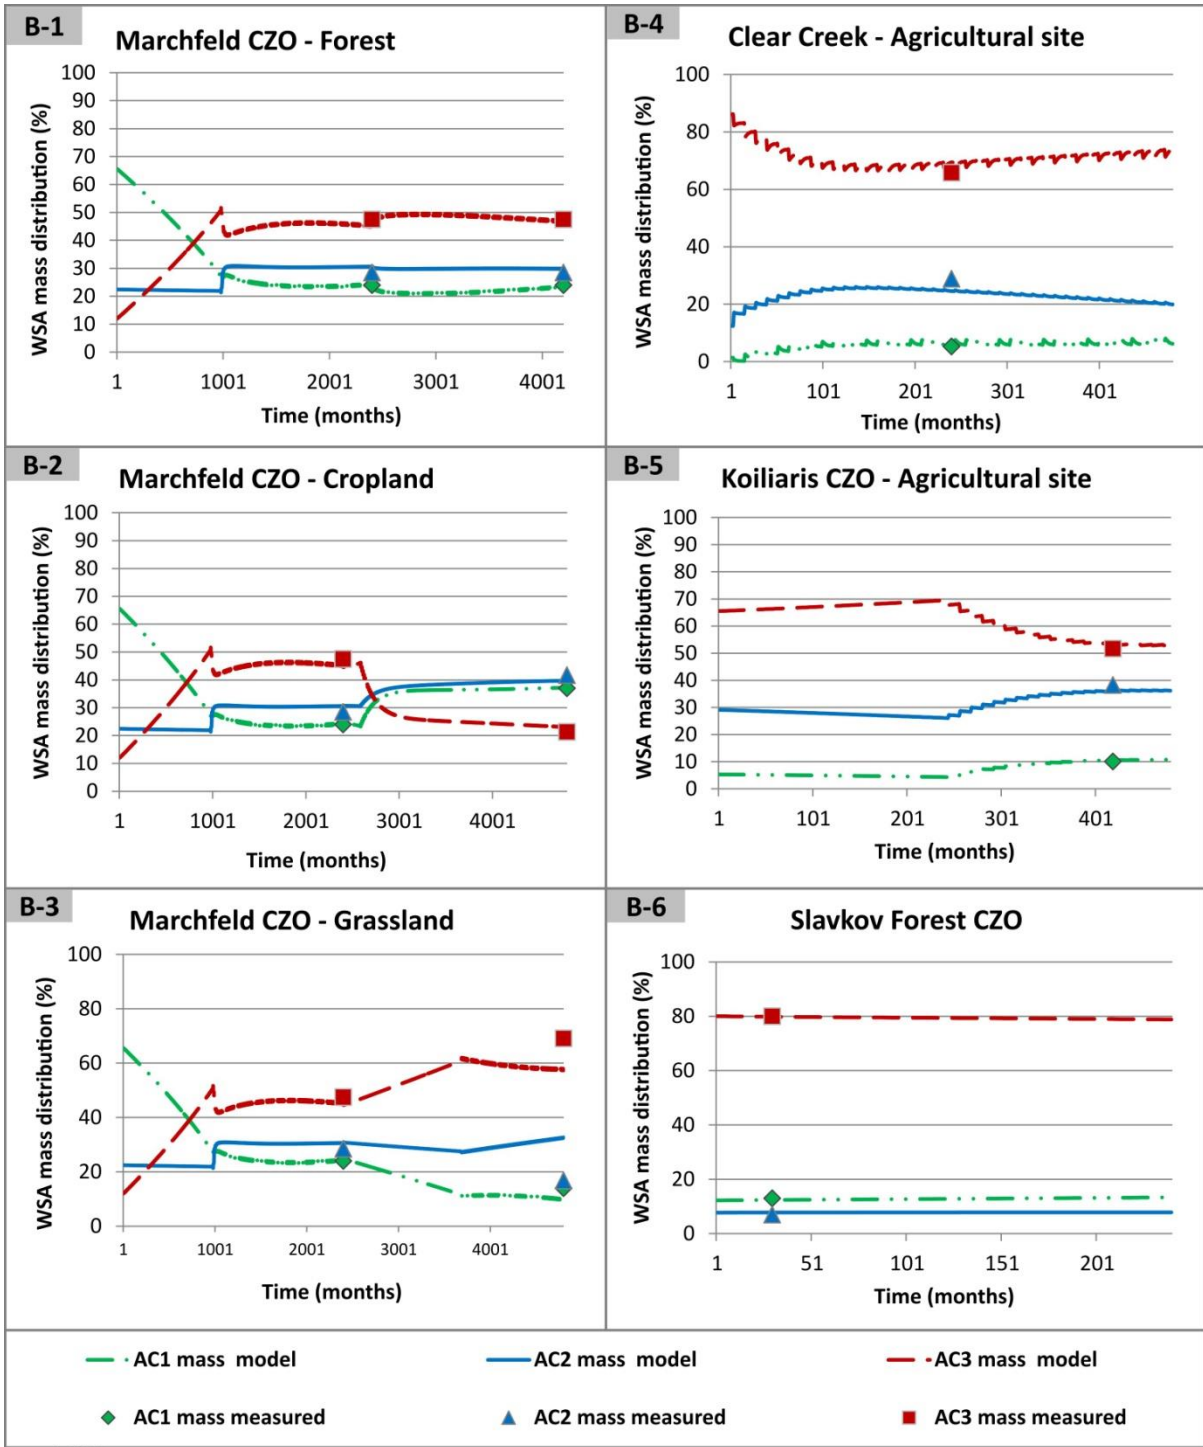 B-1
Marchfeld CZO - Forest
WSA mass distribution (%)
100
90
80
70
60
50
40
30
20
10
0
1 1001 2001 3001 4001
Time (months)
B-4
Clear Creek - Agricultural site
WSA mass distribution (%)
100
80
60
40
20
0
1 101 201 301 401
Time (months)
B-2
Marchfeld CZO - Cropland
WSA mass distribution (%)
100
90
80
70
60
50
40
30
20
10
0
1 1001 2001 3001 4001
Time (months)
B-5
Koiliaris CZO - Agricultural site
WSA mass distribution (%)
100
90
80
70
60
50
40
30
20
10
0
1 101 201 301 401
Time (months)
B-3
Marchfeld CZO - Grassland
WSA mass distribution (%)
100
80
60
40
20
0
1 1001 2001 3001 4001
Time (months)
B-6
Slavkov Forest CZO
WSA mass distribution (%)
100
80
60
40
20
0
1 51 101 151 201
Time (months)
AC1 mass model
AC2 mass model
AC3 mass model
AC1 mass measured
AC2 mass measured
AC3 mass measured